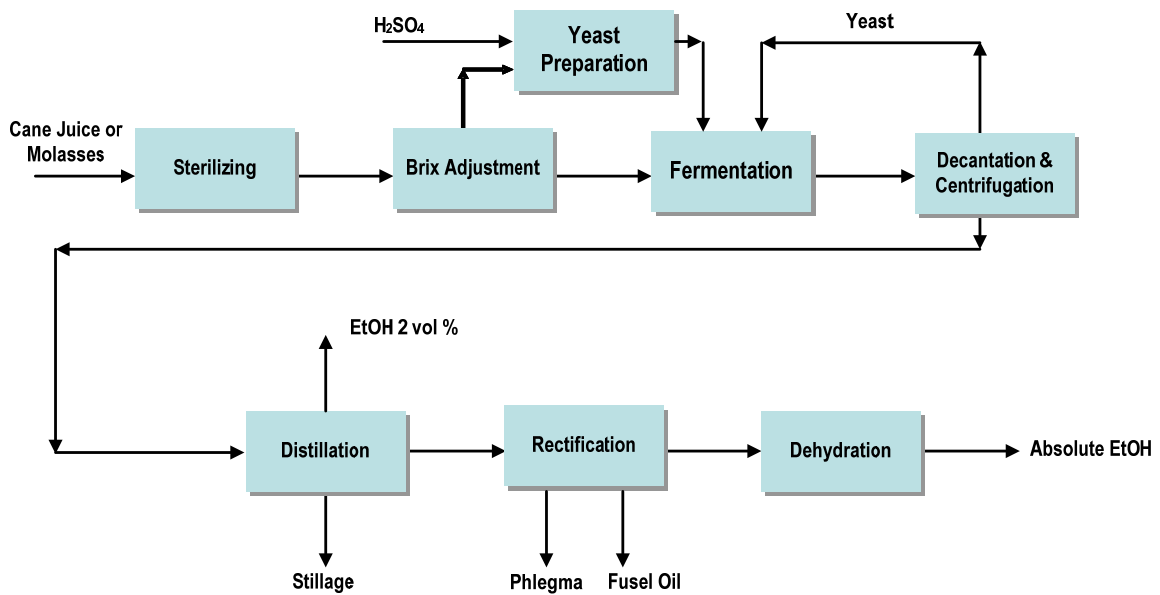 H₂SO₄
Yeast
Preparation
Yeast
Cane Juice or
Molasses
Sterilizing
Brix Adjustment
Fermentation
Decantation &
Centrifugation
EtOH 2 vol %
Distillation
Rectification
Dehydration
Absolute EtOH
Stillage
Phlegma
Fusel Oil